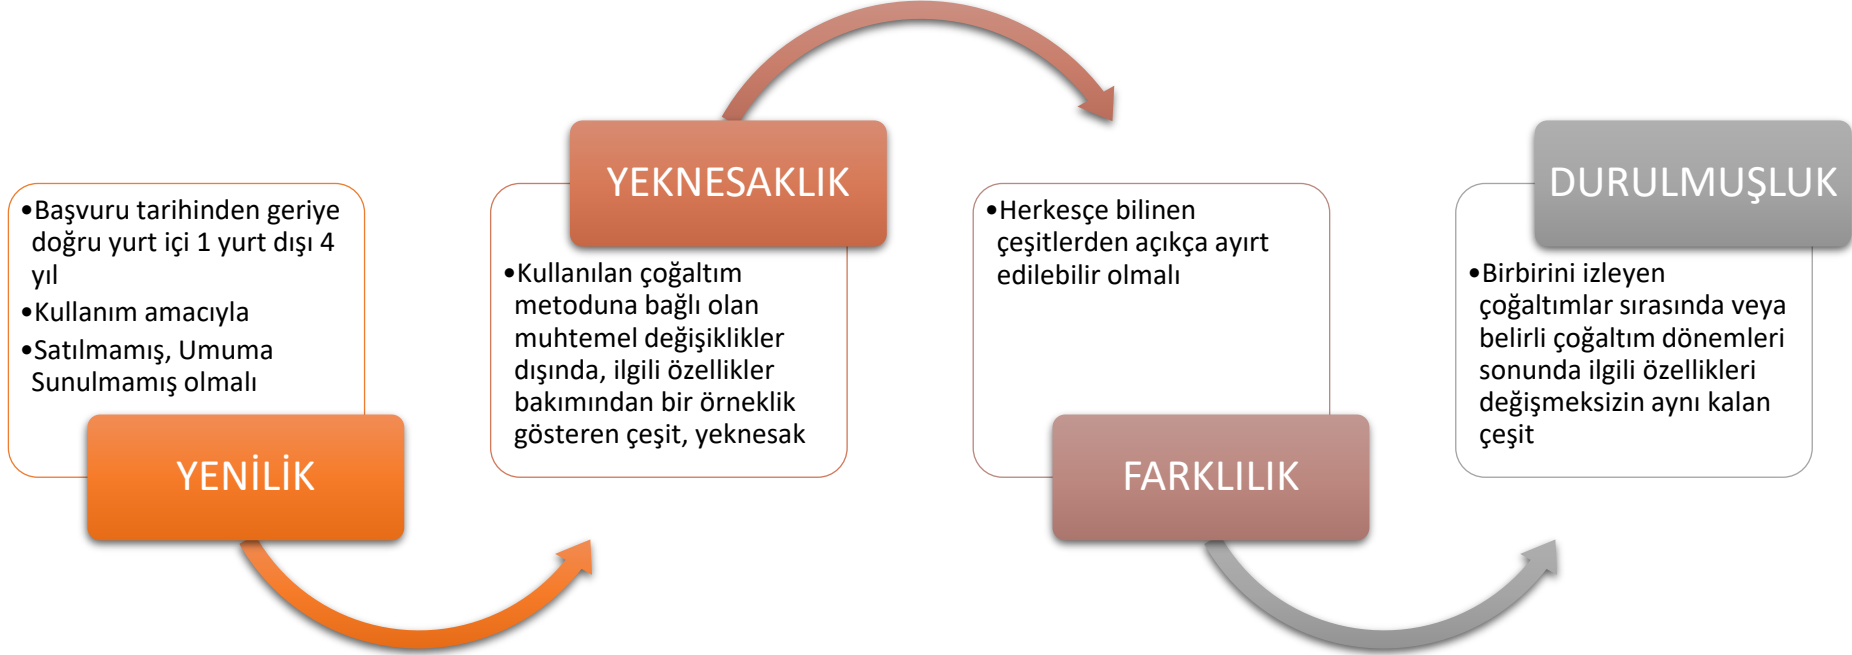 •Başvuru tarihinden geriye
doğru yurt içi 1 yurt dışı 4
yıl
•Kullanım amacıyla
•Satılmamış, Umuma
Sunulmamış olmalı
YENİLİK
YEKNESAKLIK
•Kullanılan çoğaltım
metoduna bağlı olan
muhtemel değişiklikler
dışında, ilgili özellikler
bakımından bir örneklik
gösteren çeşit, yeknesak
•Herkesçe bilinen
çeşitlerden açıkça ayırt
edilebilir olmalı
FARKLILIK
DURULMUŞLUK
•Birbirini izleyen
çoğaltımlar sırasında veya
belirli çoğaltım dönemleri
sonunda ilgili özellikleri
değişmeksizin aynı kalan
çeşit